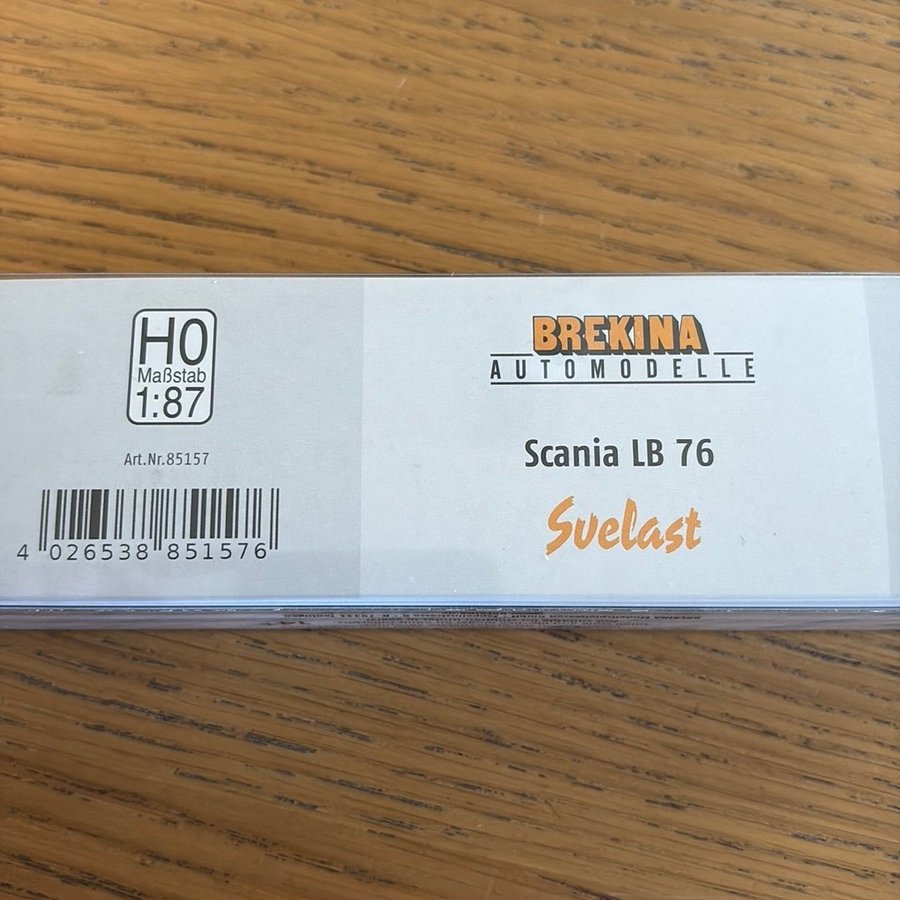 H0
Maßstab
1:87
Art.Nr.85157
4 026538 851576
BREKINA
AUTOMODELLE
Scania LB 76
Svelast